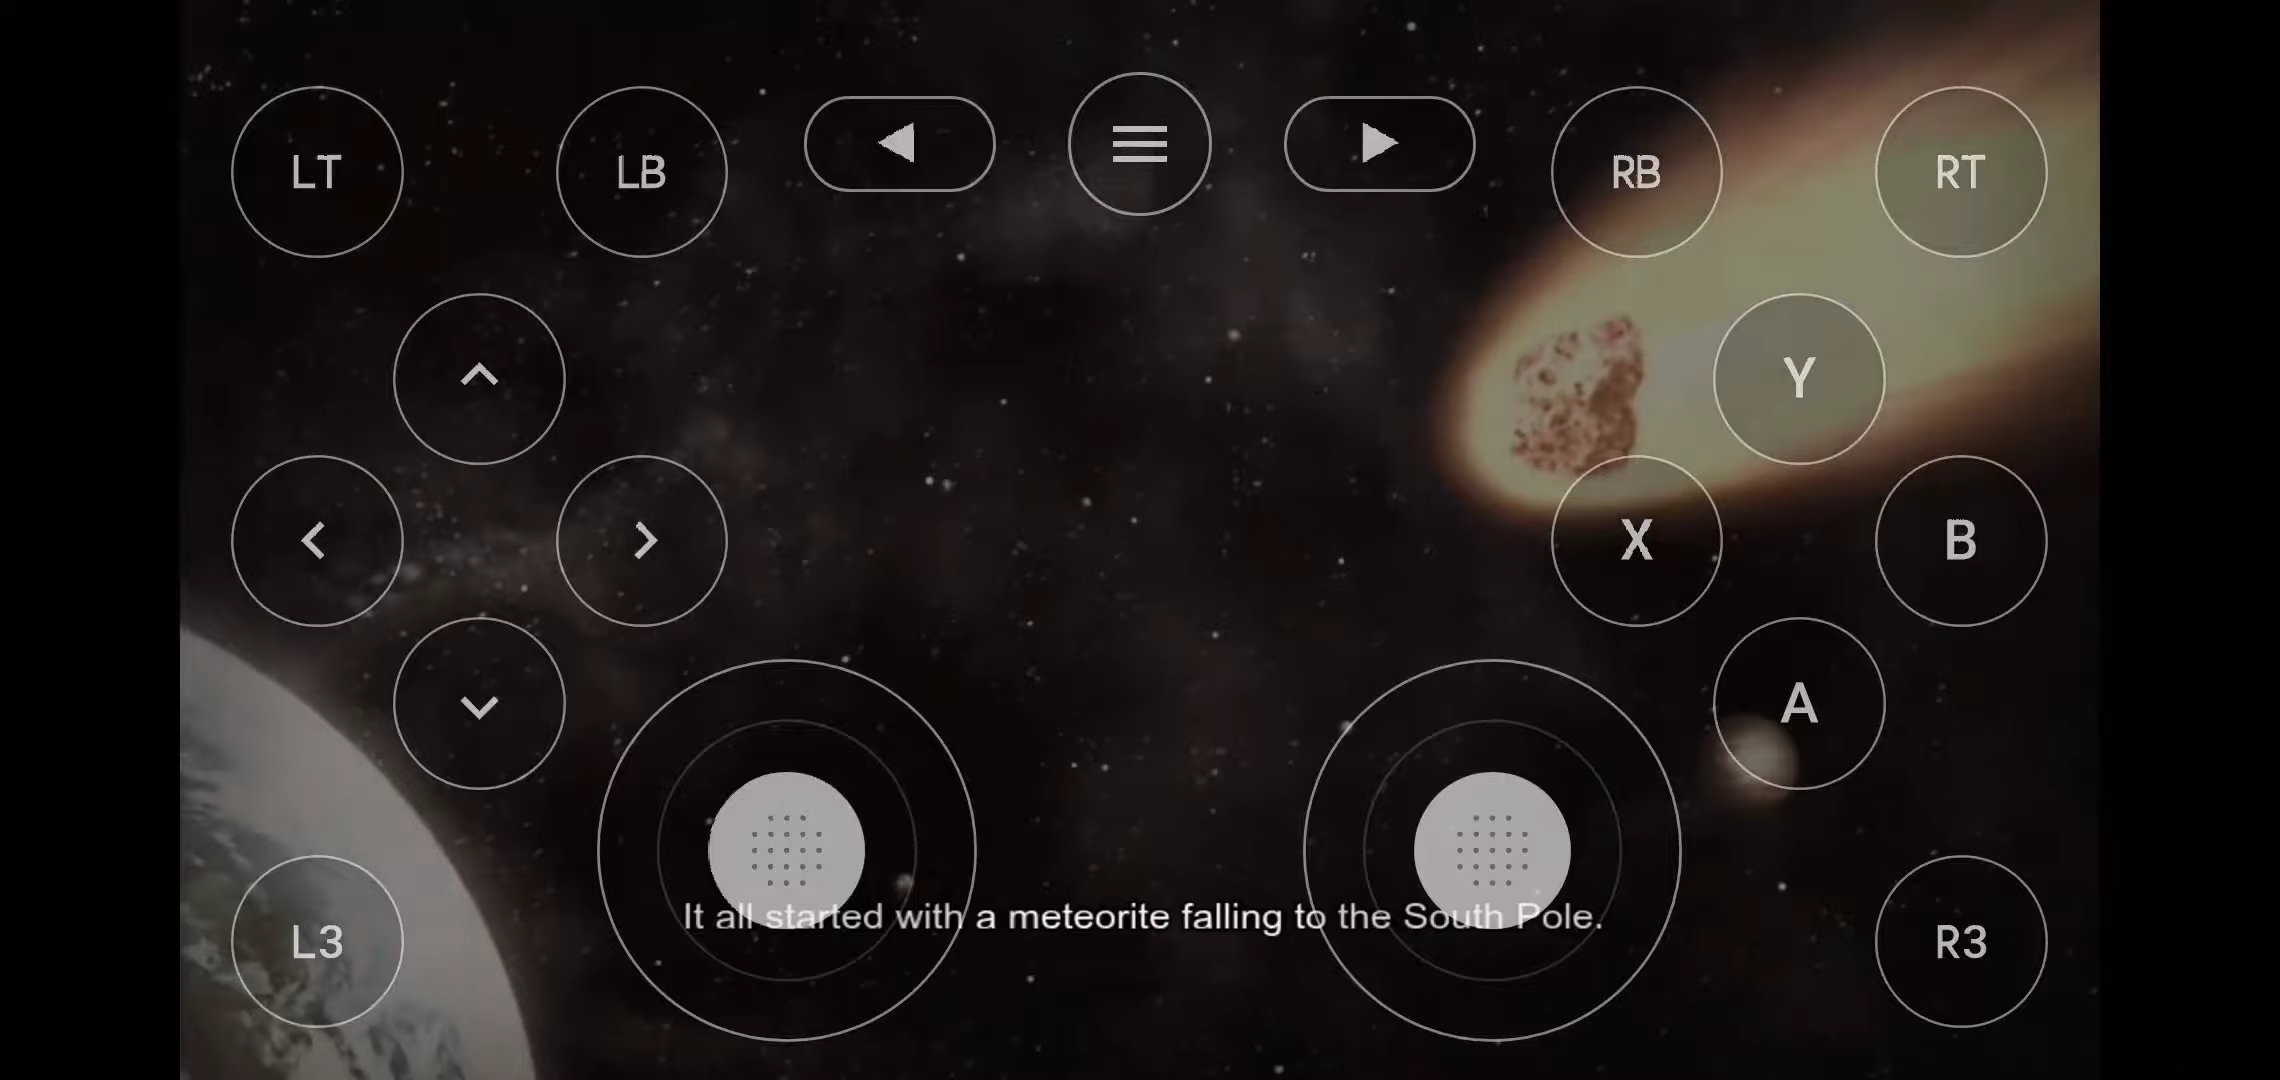 LT
LB
RB
RT
Y
X
B
A
It all started with a meteorite falling to the South Pole.
L3
R3